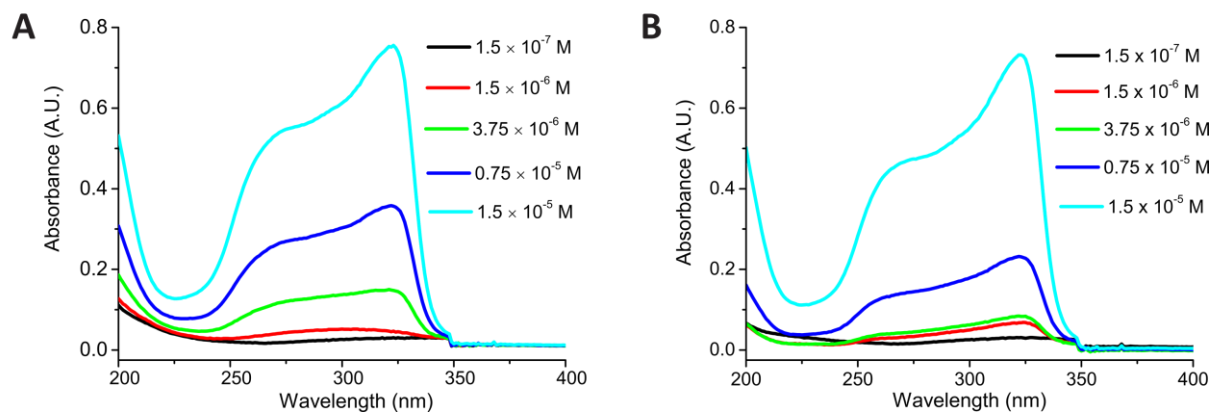 A
0.8
0.6
0.4
0.2
0.0
Absorbance (A.U.)
200
250
300
350
400
Wavelength (nm)
1.5 × 10⁻⁷ M
1.5 × 10⁻⁶ M
3.75 × 10⁻⁶ M
0.75 × 10⁻⁵ M
1.5 × 10⁻⁵ M
B
0.8
0.6
0.4
0.2
0.0
Absorbance (A.U.)
200
250
300
350
400
Wavelength (nm)
1.5 x 10⁻⁷ M
1.5 x 10⁻⁶ M
3.75 x 10⁻⁶ M
0.75 x 10⁻⁵ M
1.5 x 10⁻⁵ M